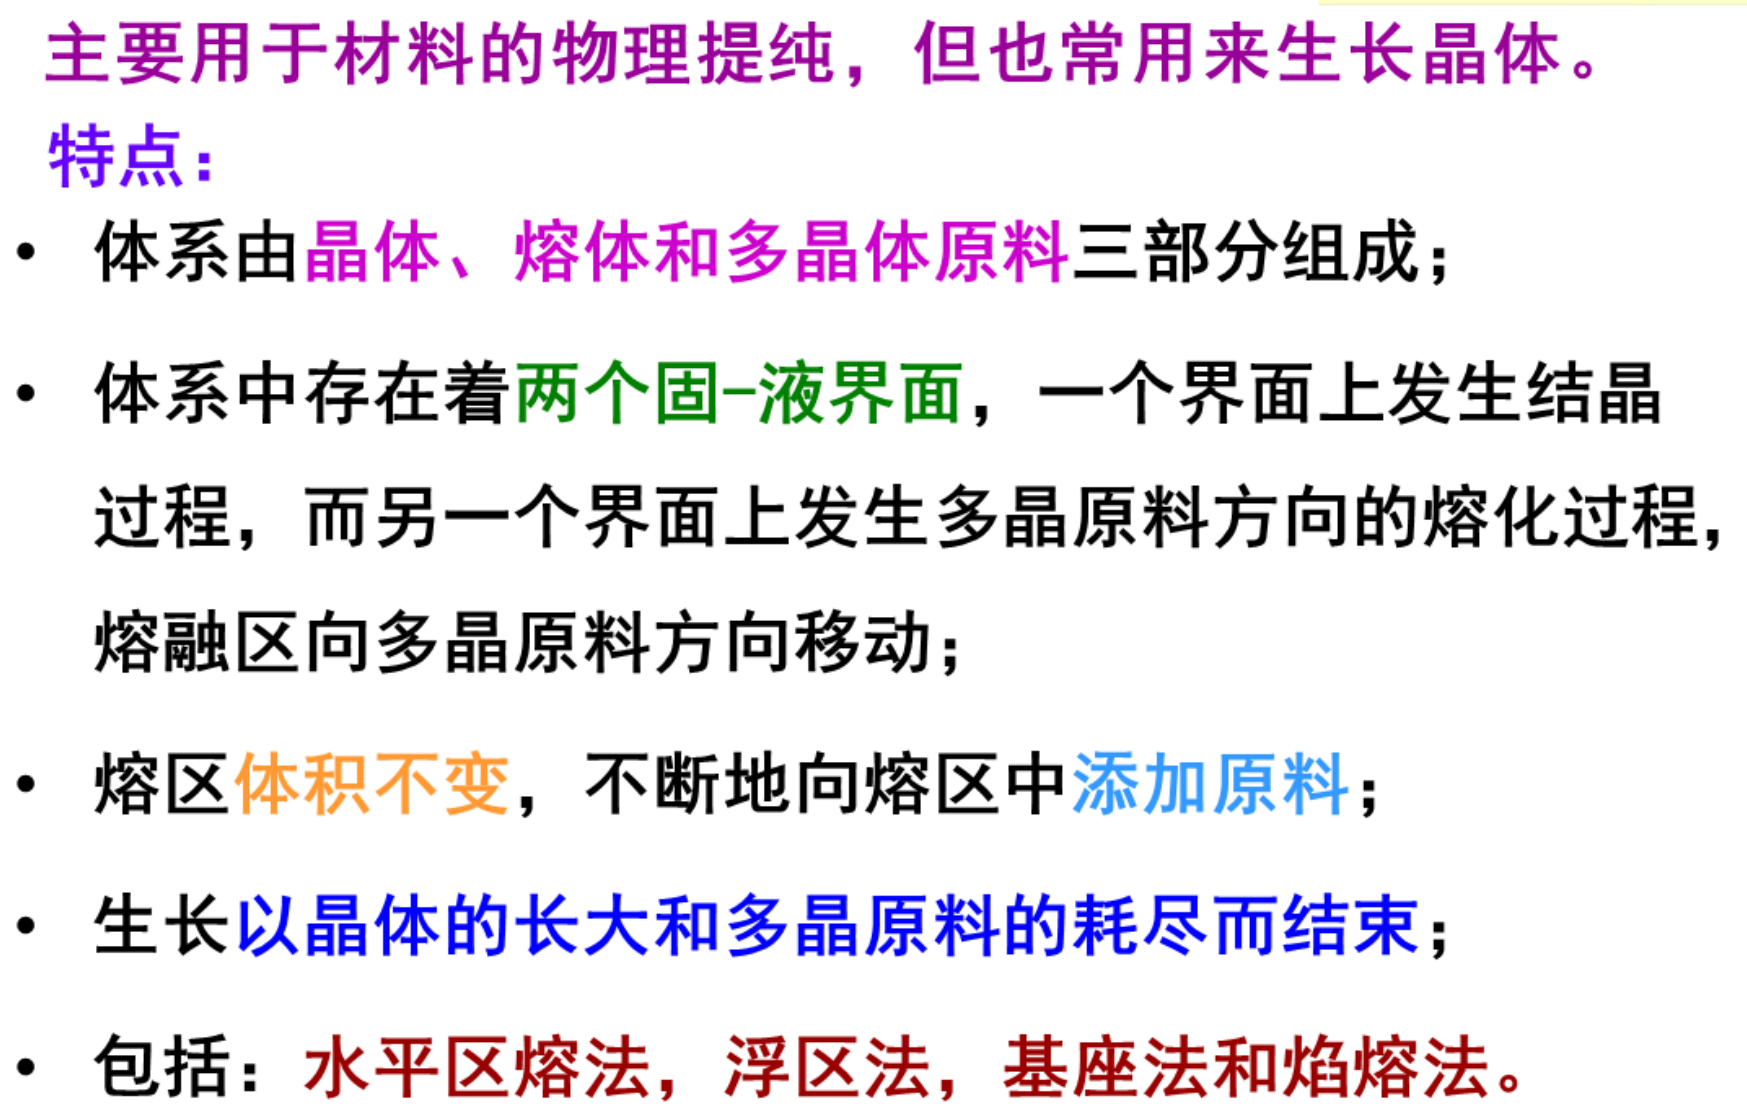 主要用于材料的物理提纯，但也常用来生长晶体。
特点：
• 体系由晶体、熔体和多晶体原料三部分组成；
• 体系中存在着两个固-液界面，一个界面上发生结晶
过程，而另一个界面上发生多晶原料方向的熔化过程，
熔融区向多晶原料方向移动；
• 熔区体积不变，不断地向熔区中添加原料；
• 生长以晶体的长大和多晶原料的耗尽而结束；
• 包括：水平区熔法，浮区法，基座法和焰熔法。